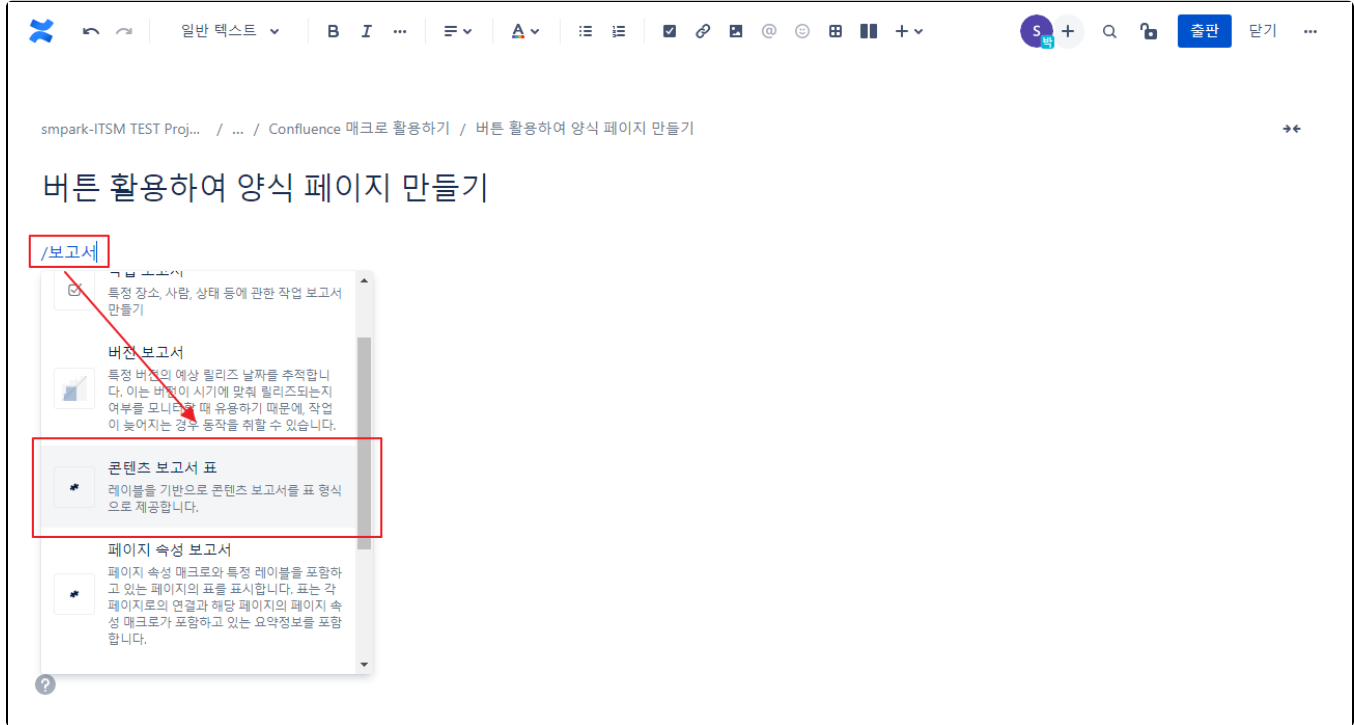 일반 텍스트
B I ...
A
@
S
박
출판
닫기
...
smpark-ITSM TEST Proj... / ... / Confluence 매크로 활용하기 / 버튼 활용하여 양식 페이지 만들기
버튼 활용하여 양식 페이지 만들기
/보고서
작업 보고서
특정 장소, 사람, 상태 등에 관한 작업 보고서
만들기
버전 보고서
특정 버전의 예상 릴리즈 날짜를 추적합니
다. 이는 버전이 시기에 맞춰 릴리즈되는지
여부를 모니터할 때 유용하기 때문에, 작업
이 늦어지는 경우 동작을 취할 수 있습니다.
콘텐츠 보고서 표
레이블을 기반으로 콘텐츠 보고서를 표 형식
으로 제공합니다.
페이지 속성 보고서
페이지 속성 매크로와 특정 레이블을 포함하
고 있는 페이지의 표를 표시합니다. 표는 각
페이지로의 연결과 해당 페이지의 페이지 속
성 매크로가 포함하고 있는 요약정보를 포함
합니다.
?